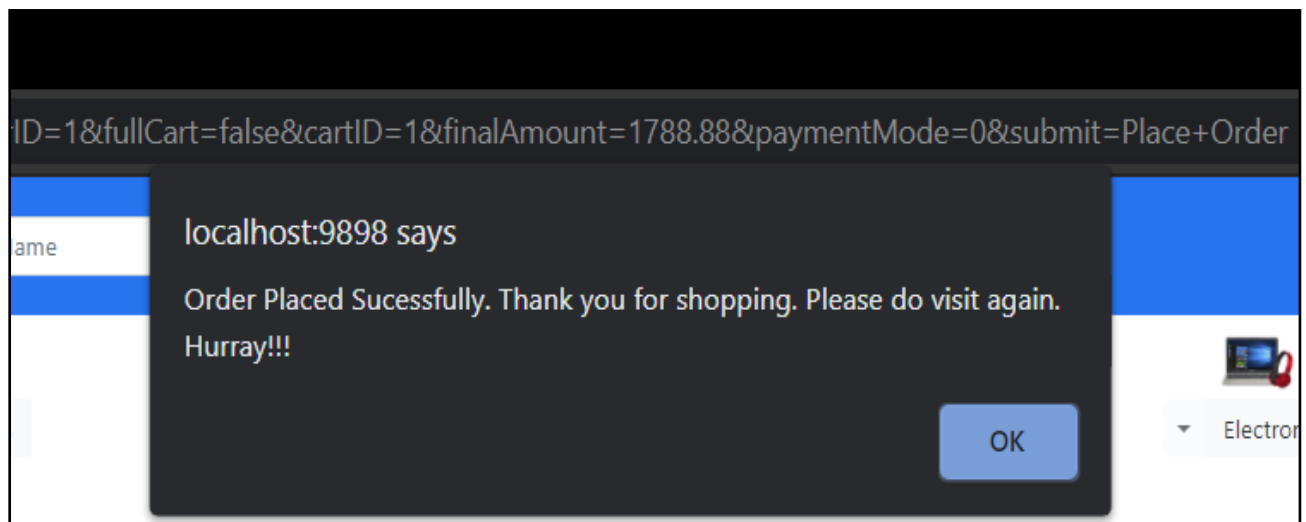 ID=1&fullCart=false&cartID=1&finalAmount=1788.88&paymentMode=0&submit=Place+Order
localhost:9898 says
ame
Order Placed Sucessfully. Thank you for shopping. Please do visit again.
Hurray!!!
OK
Electror